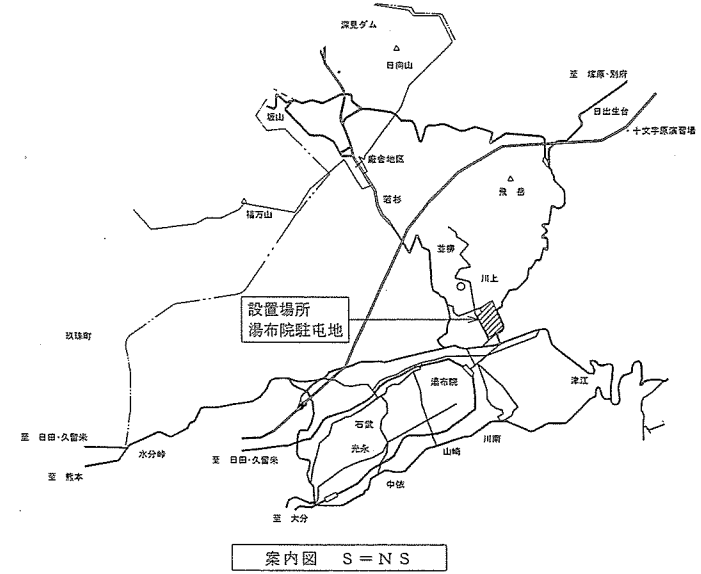 深見ダム
日向山
至 塚原・別府
日出生台
・十文字原演習場
坂山
廠舎地区
若杉
飛岳
福万山
並柳
川上
設置場所
湯布院駐屯地
玖珠町
湯布院
津江
石武
光永
川南
山崎
至 日田・久留米
水分峠
至 日田・久留米
至 熊本
中依
至 大分
案内図 S=NS